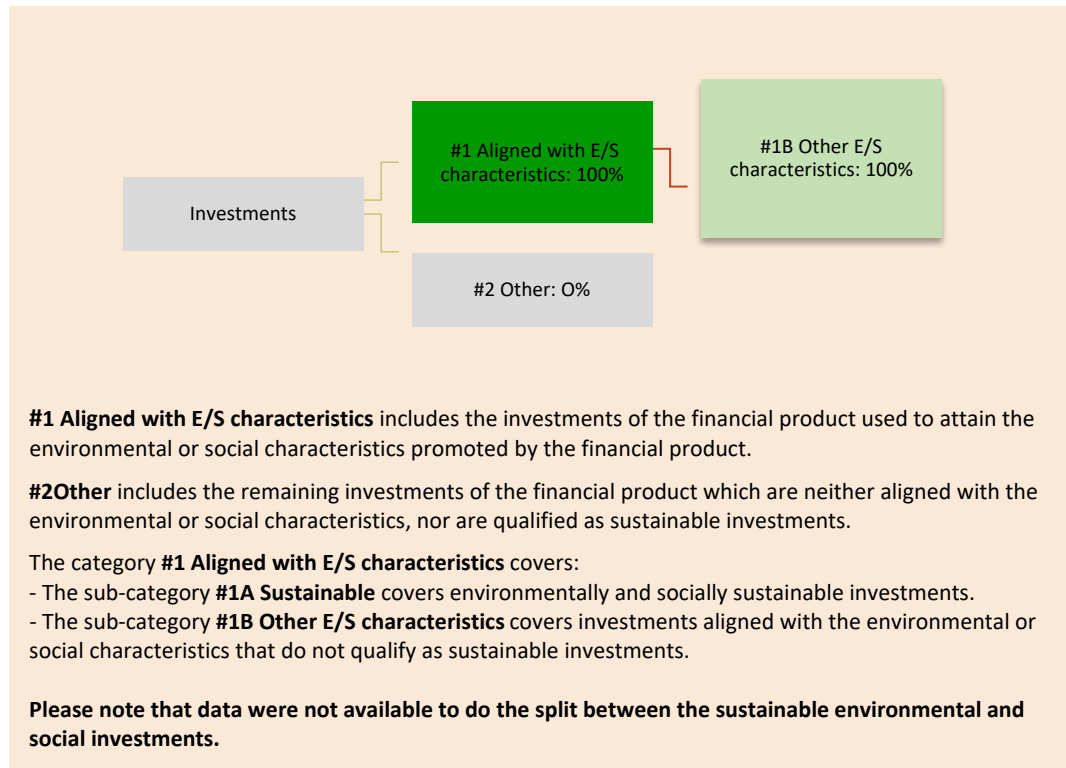 #1 Aligned with E/S
characteristics: 100%
#1B Other E/S
characteristics: 100%
Investments
#2 Other: O%
#1 Aligned with E/S characteristics includes the investments of the financial product used to attain the
environmental or social characteristics promoted by the financial product.
#2Other includes the remaining investments of the financial product which are neither aligned with the
environmental or social characteristics, nor are qualified as sustainable investments.
The category #1 Aligned with E/S characteristics covers:
- The sub-category #1A Sustainable covers environmentally and socially sustainable investments.
- The sub-category #1B Other E/S characteristics covers investments aligned with the environmental or
social characteristics that do not qualify as sustainable investments.
Please note that data were not available to do the split between the sustainable environmental and
social investments.